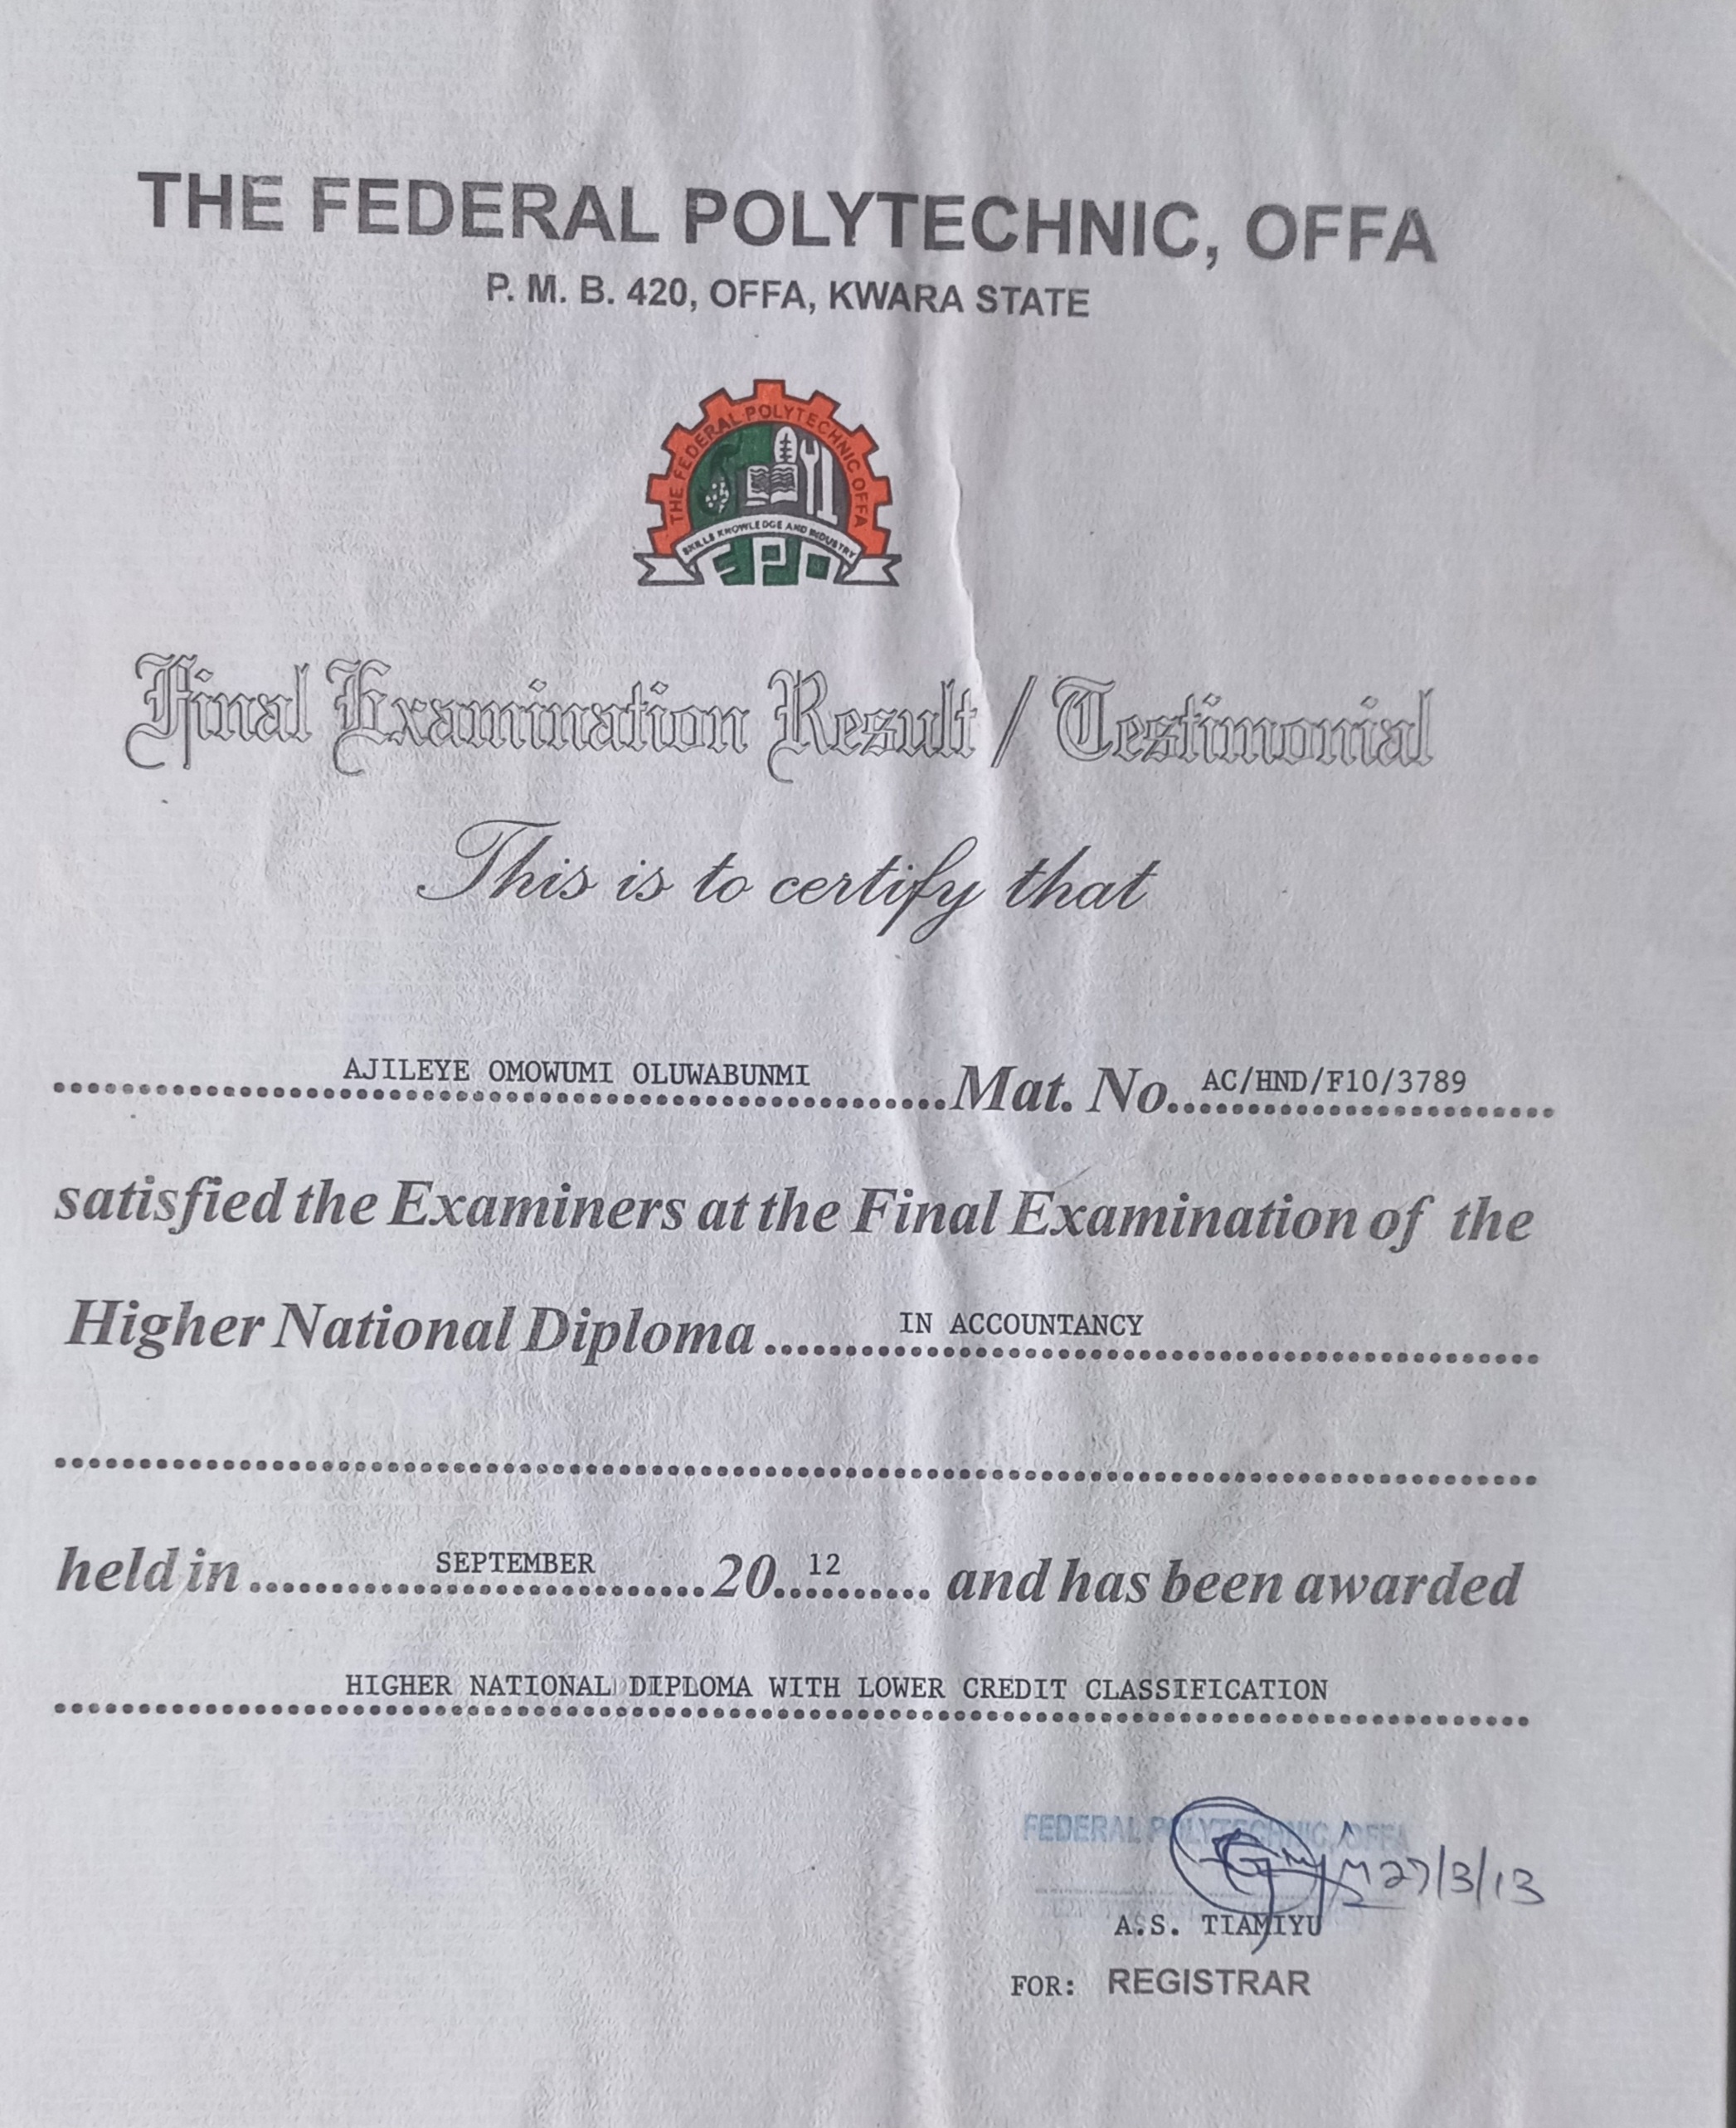 THE FEDERAL POLYTECHNIC, OFFA
P. M. B. 420, OFFA, KWARA STATE
THE FEDERAL POLYTECHNIC OFFA
SKILLS KNOWLEDGE AND INDUSTRY
Final Examination Result / Testimonial
This is to certify that
AJILEYE OMOWUMI OLUWABUNMI Mat. No. AC/HND/F10/3789
satisfied the Examiners at the Final Examination of the
Higher National Diploma IN ACCOUNTANCY
held in SEPTEMBER 20 12 and has been awarded
HIGHER NATIONAL DIPLOMA WITH LOWER CREDIT CLASSIFICATION
FEDERAL POLYTECHNIC, OFFA
27/3/13
A.S. TIAMIYU
FOR: REGISTRAR